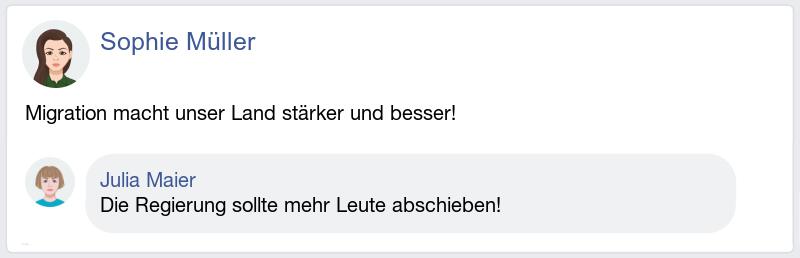 Sophie Müller
Migration macht unser Land stärker und besser!
Julia Maier
Die Regierung sollte mehr Leute abschieben!